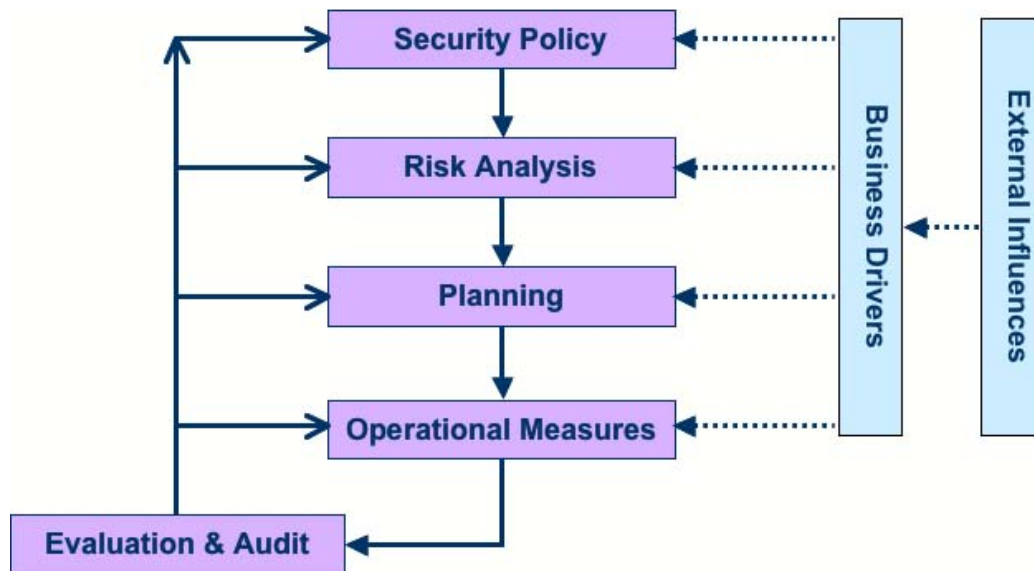 Security Policy
Risk Analysis
Planning
Operational Measures
Evaluation & Audit
Business Drivers
External Influences